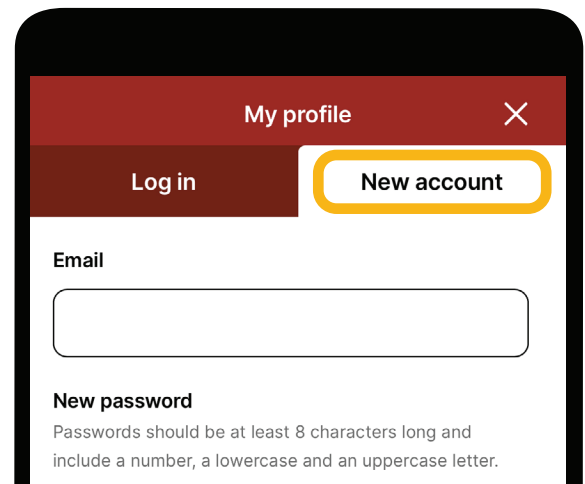 My profile
Log in
New account
Email
New password
Passwords should be at least 8 characters long and
include a number, a lowercase and an uppercase letter.